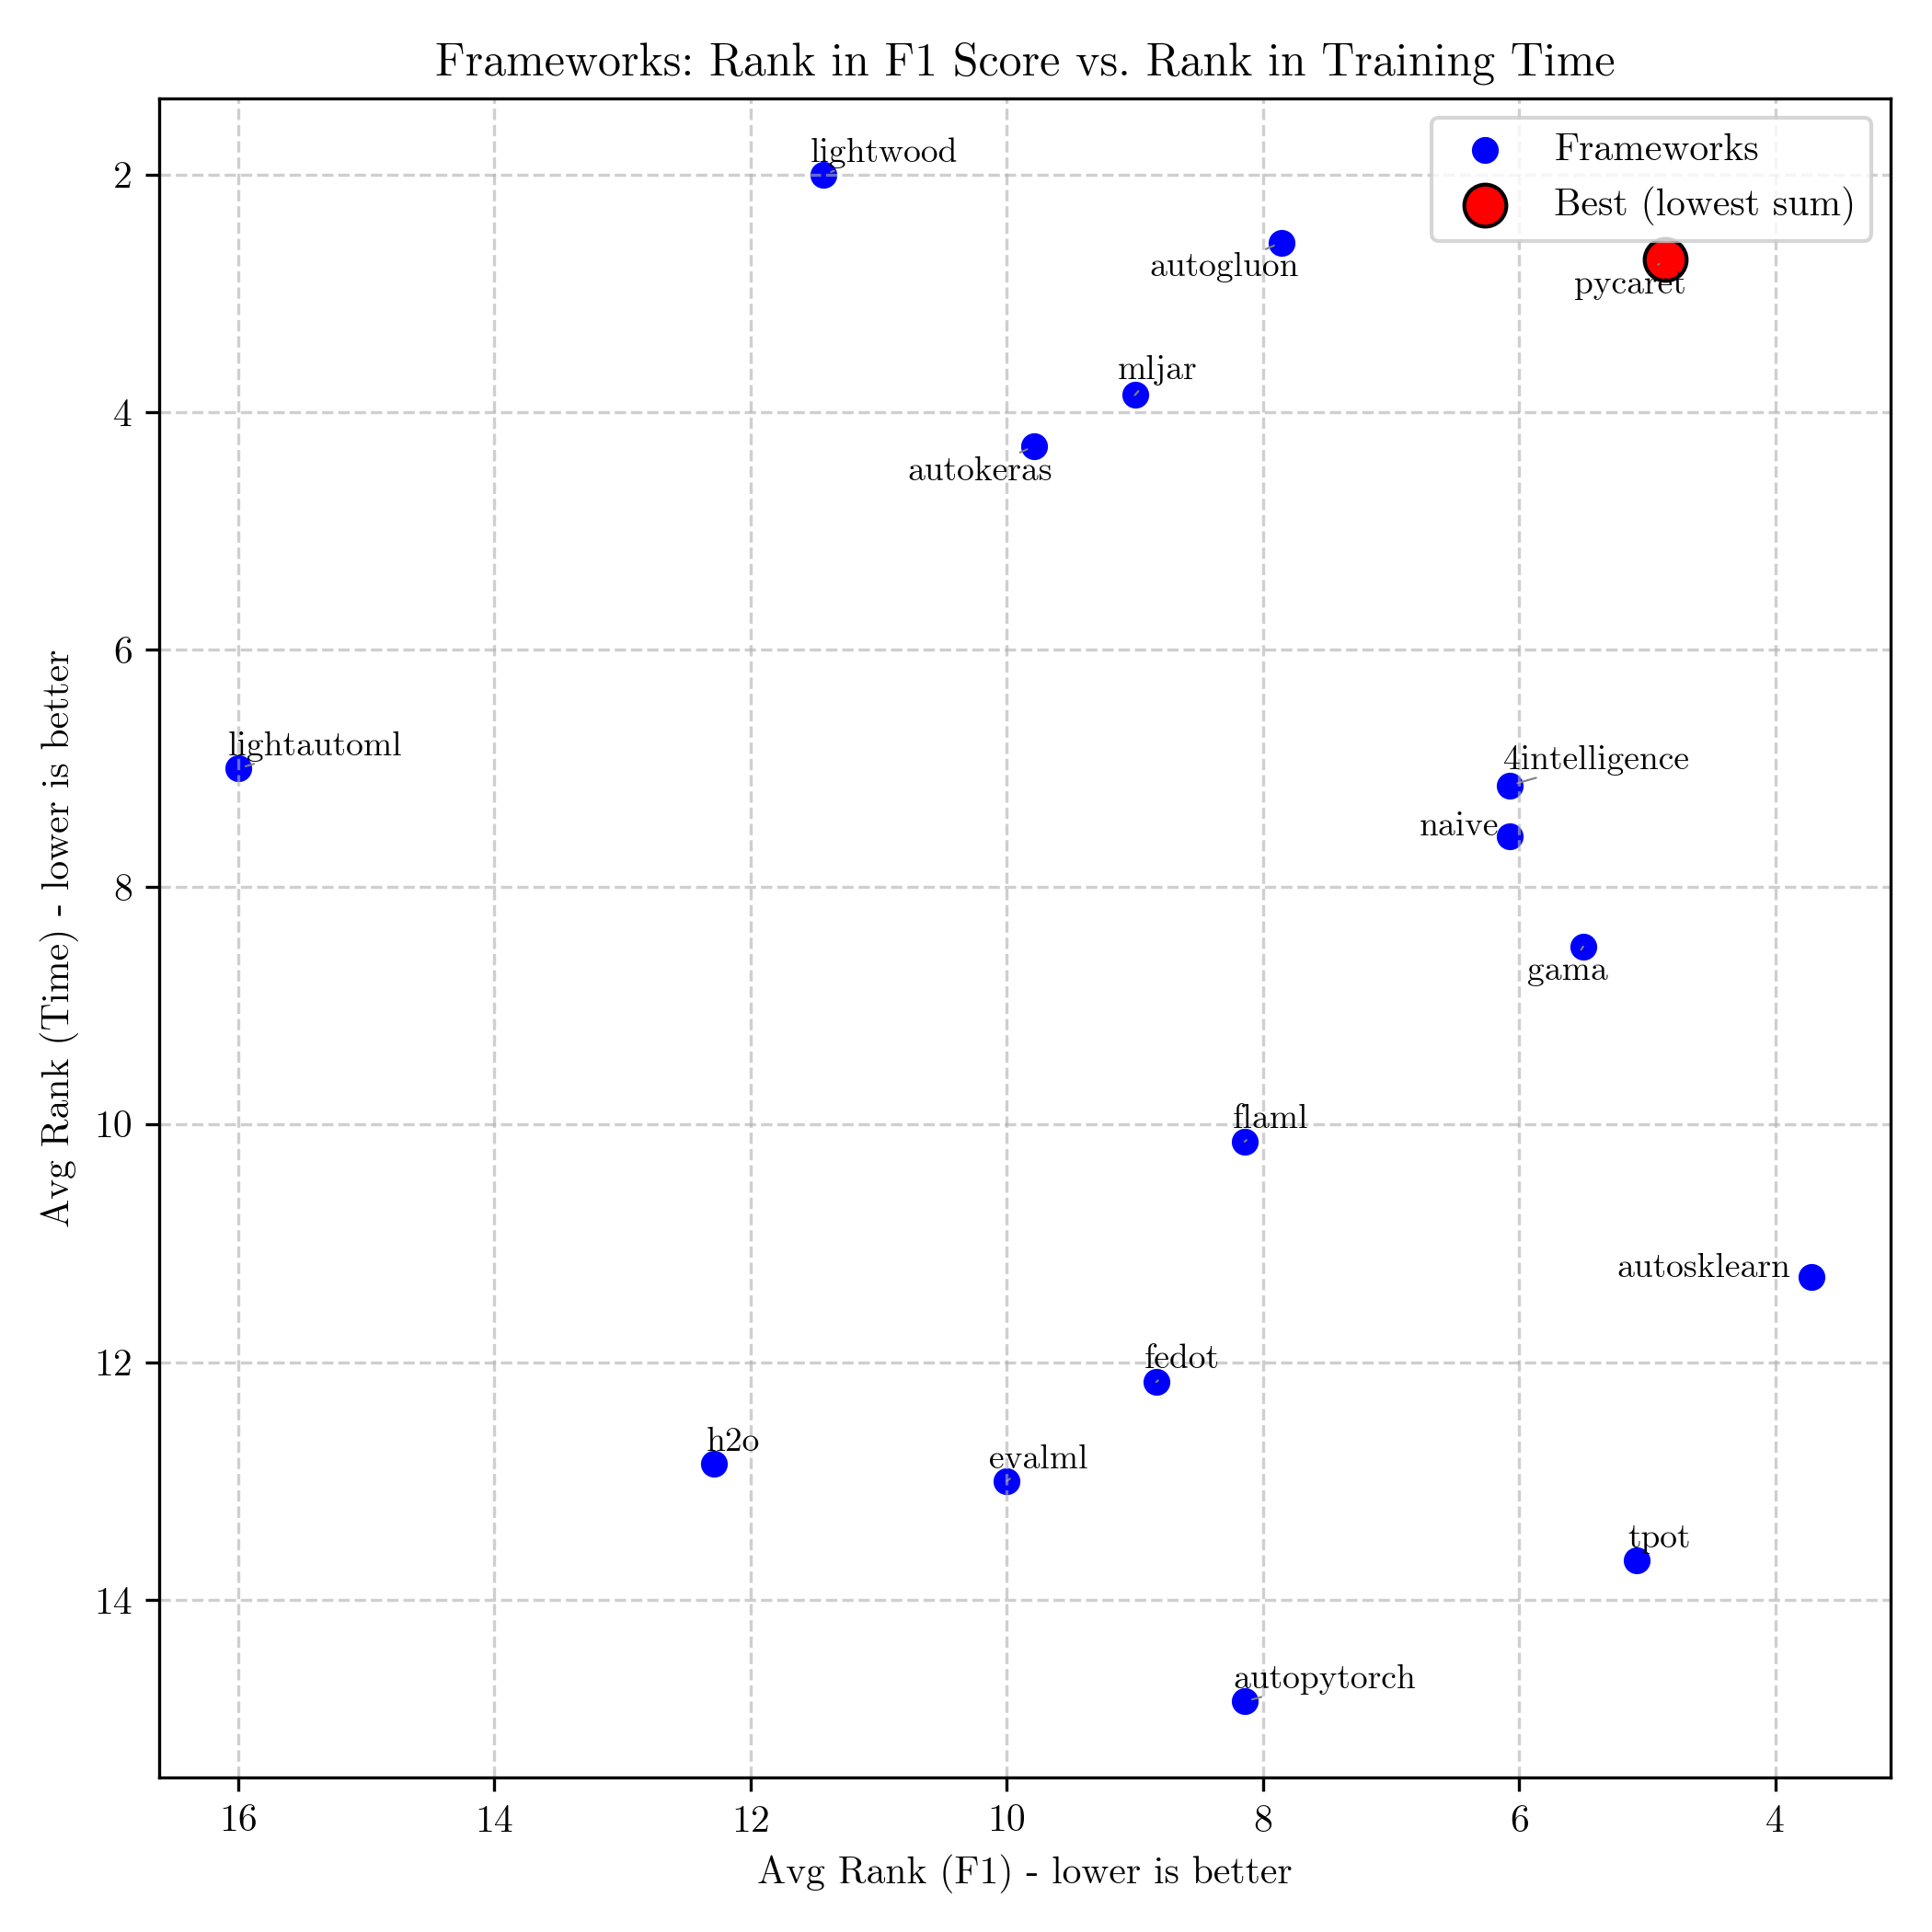 Frameworks: Rank in F1 Score vs. Rank in Training Time
Frameworks
Best (lowest sum)
lightwood
autogluon
pycaret
mljar
autokeras
lightautoml
4intelligence
naive
gama
flaml
autosklearn
fedot
h2o
evalml
tpot
autopytorch
2
4
6
8
10
12
14
Avg Rank (Time) - lower is better
16 14 12 10 8 6 4
Avg Rank (F1) - lower is better